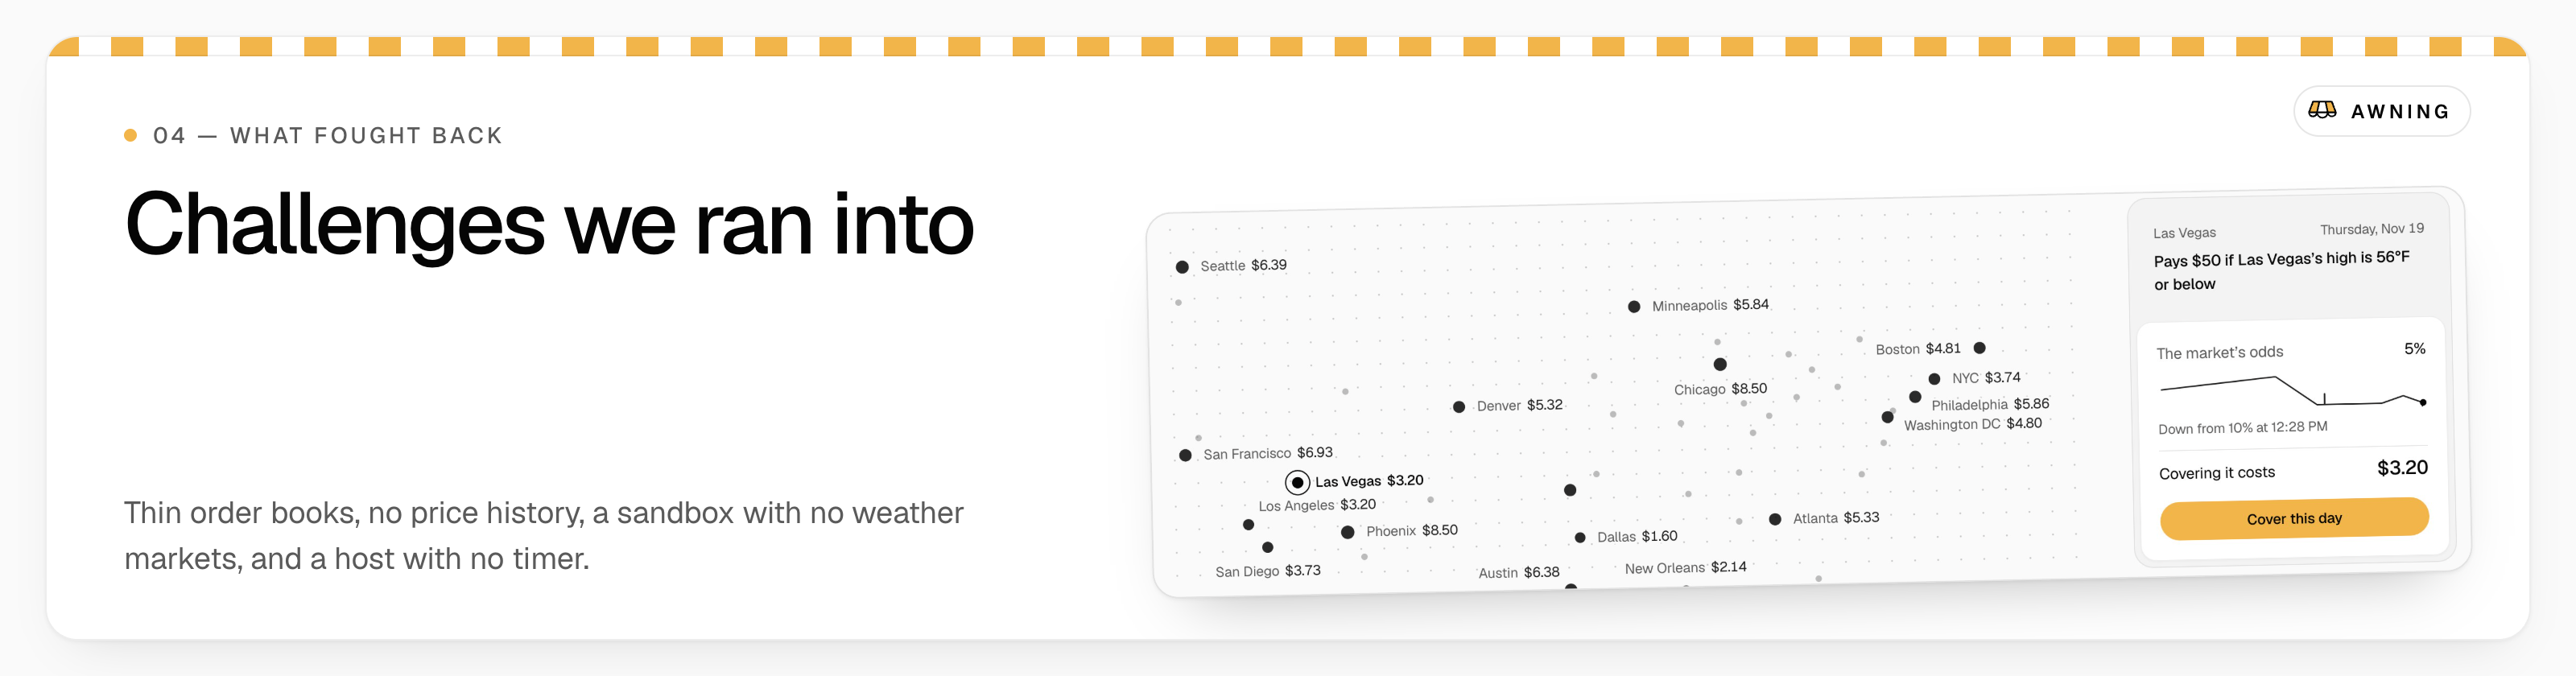 04 — WHAT FOUGHT BACK
AWNING
Challenges we ran into
Thin order books, no price history, a sandbox with no weather
markets, and a host with no timer.
Seattle $6.39
Minneapolis $5.84
Boston $4.81
NYC $3.74
Chicago $8.50
Philadelphia $5.86
Denver $5.32
Washington DC $4.80
San Francisco $6.93
Las Vegas $3.20
Los Angeles $3.20
Phoenix $8.50
Atlanta $5.33
Dallas $1.60
San Diego $3.73
Austin $6.38
New Orleans $2.14
Las Vegas
Thursday, Nov 19
Pays $50 if Las Vegas’s high is 56°F
or below
The market’s odds
5%
Down from 10% at 12:28 PM
Covering it costs
$3.20
Cover this day